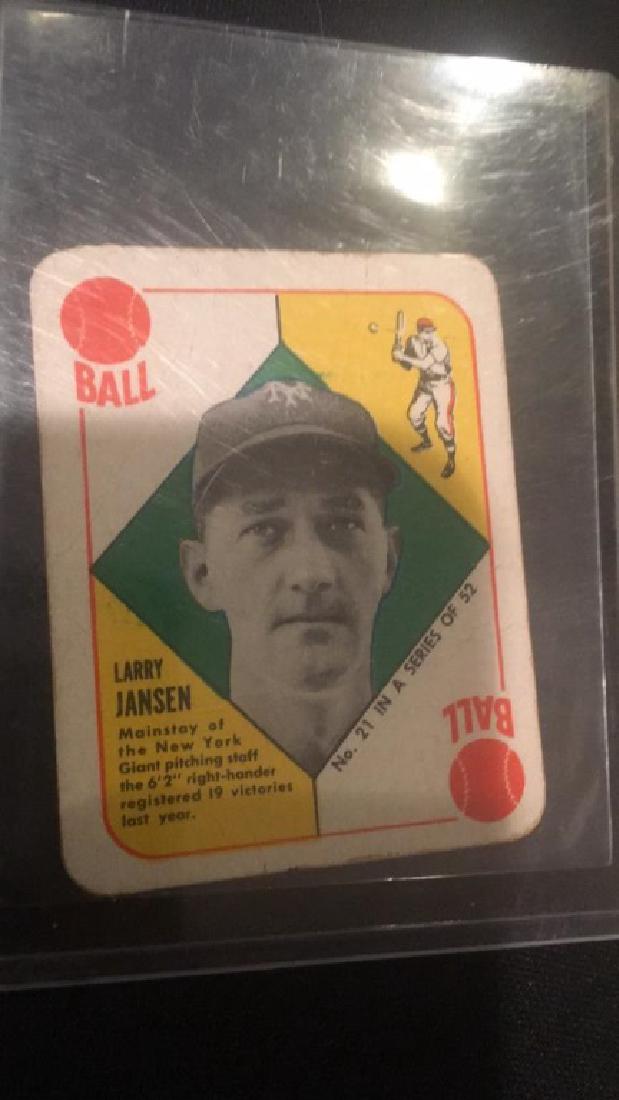 BALL
NY
LARRY
JANSEN
Mainstay of
the New York
Giant pitching staff
the 6'2" right-hander
registered 19 victories
last year.
No. 21 IN A SERIES OF 52
BALL